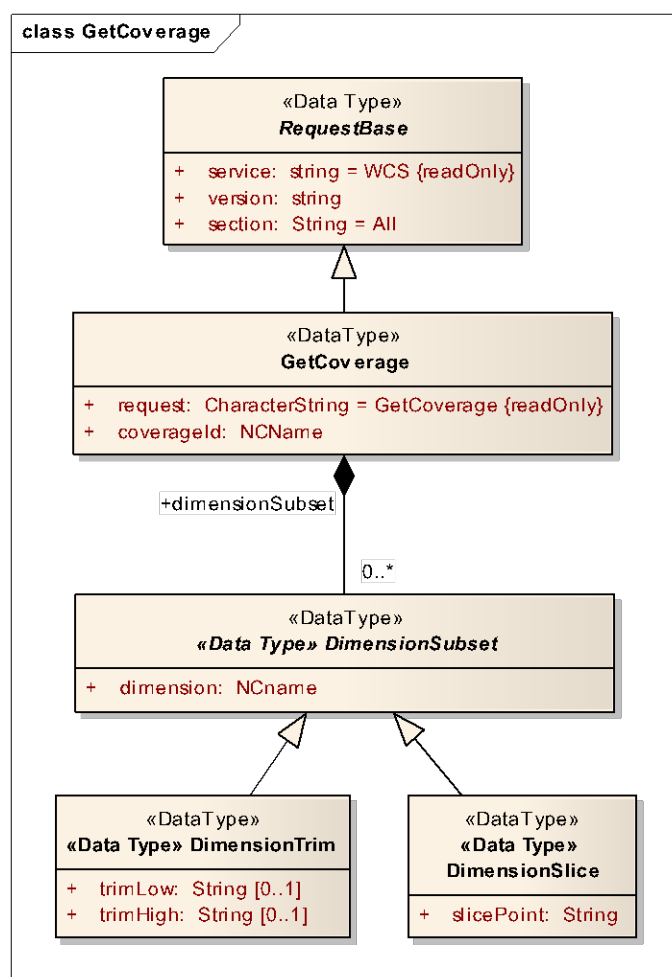 class GetCoverage
«Data Type»
RequestBase
+ service: string = WCS {readOnly}
+ version: string
+ section: String = All
«DataType»
GetCoverage
+ request: CharacterString = GetCoverage {readOnly}
+ coverageId: NCName
+dimensionSubset
0..*
«DataType»
«Data Type» DimensionSubset
+ dimension: NCname
«DataType»
«Data Type» DimensionTrim
+ trimLow: String [0..1]
+ trimHigh: String [0..1]
«DataType»
«Data Type»
DimensionSlice
+ slicePoint: String